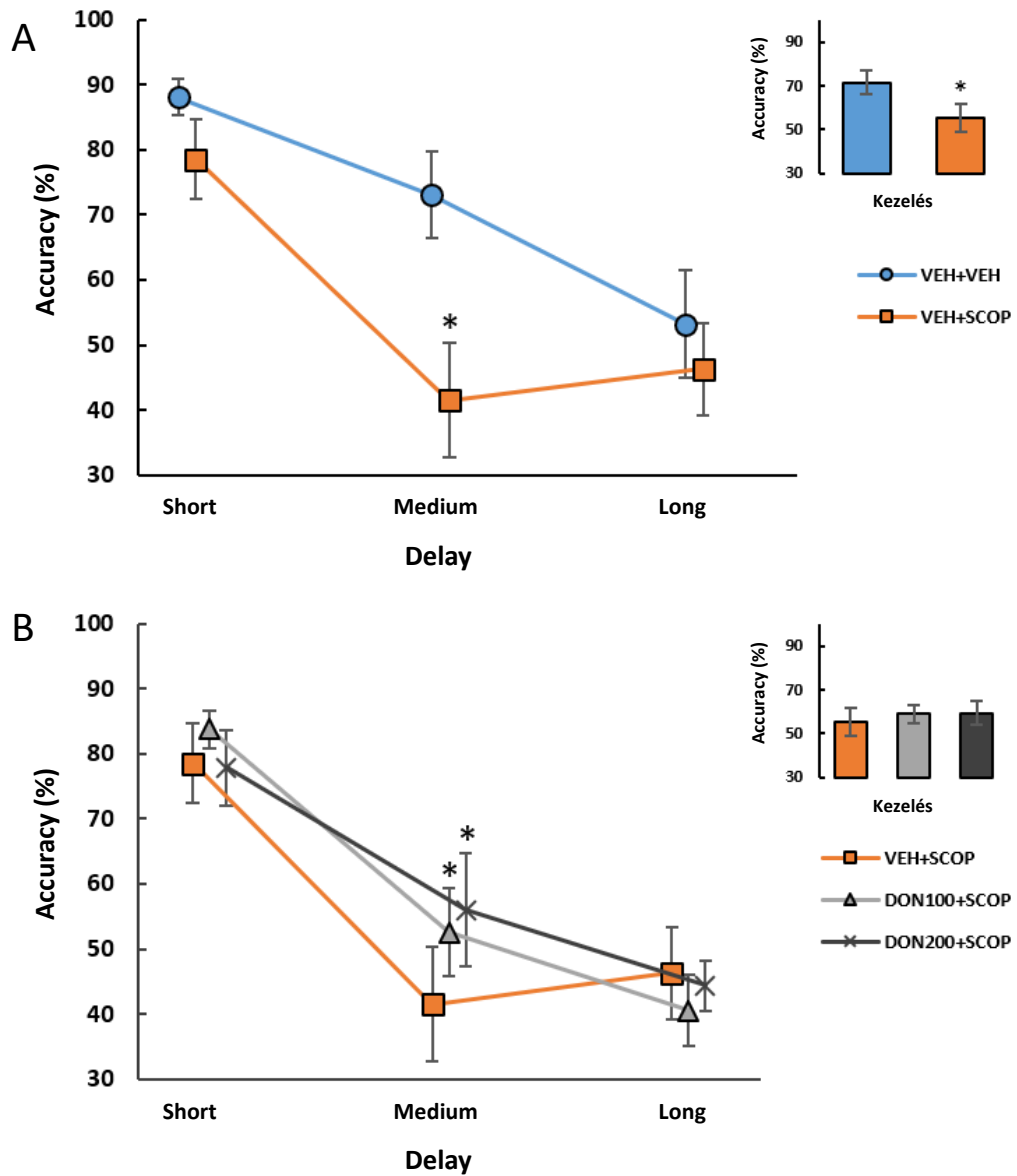 A
100
90
80
70
60
50
40
30
Accuracy (%)
*
Short Medium Long
Delay
90
70
50
30
Accuracy (%)
*
Kezelés
VEH+VEH
VEH+SCOP
B
100
90
80
70
60
50
40
30
Accuracy (%)
* *
Short Medium Long
Delay
90
70
50
30
Accuracy (%)
Kezelés
VEH+SCOP
DON100+SCOP
DON200+SCOP